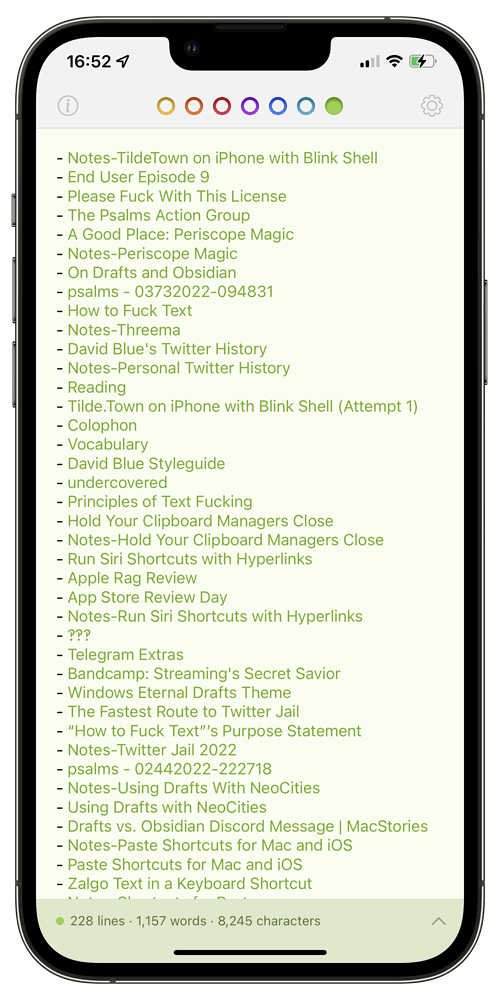 16:52
- Notes-TildeTown on iPhone with Blink Shell
- End User Episode 9
- Please Fuck With This License
- The Psalms Action Group
- A Good Place: Periscope Magic
- Notes-Periscope Magic
- On Drafts and Obsidian
- psalms - 03732022-094831
- How to Fuck Text
- Notes-Threema
- David Blue's Twitter History
- Notes-Personal Twitter History
- Reading
- Tilde.Town on iPhone with Blink Shell (Attempt 1)
- Colophon
- Vocabulary
- David Blue Styleguide
- undercovered
- Principles of Text Fucking
- Hold Your Clipboard Managers Close
- Notes-Hold Your Clipboard Managers Close
- Run Siri Shortcuts with Hyperlinks
- Apple Rag Review
- App Store Review Day
- Notes-Run Siri Shortcuts with Hyperlinks
- ‽‽‽
- Telegram Extras
- Bandcamp: Streaming's Secret Savior
- Windows Eternal Drafts Theme
- The Fastest Route to Twitter Jail
- “How to Fuck Text”’s Purpose Statement
- Notes-Twitter Jail 2022
- psalms - 02442022-222718
- Notes-Using Drafts With NeoCities
- Using Drafts with NeoCities
- Drafts vs. Obsidian Discord Message | MacStories
- Notes-Paste Shortcuts for Mac and iOS
- Paste Shortcuts for Mac and iOS
- Zalgo Text in a Keyboard Shortcut
228 lines · 1,157 words · 8,245 characters